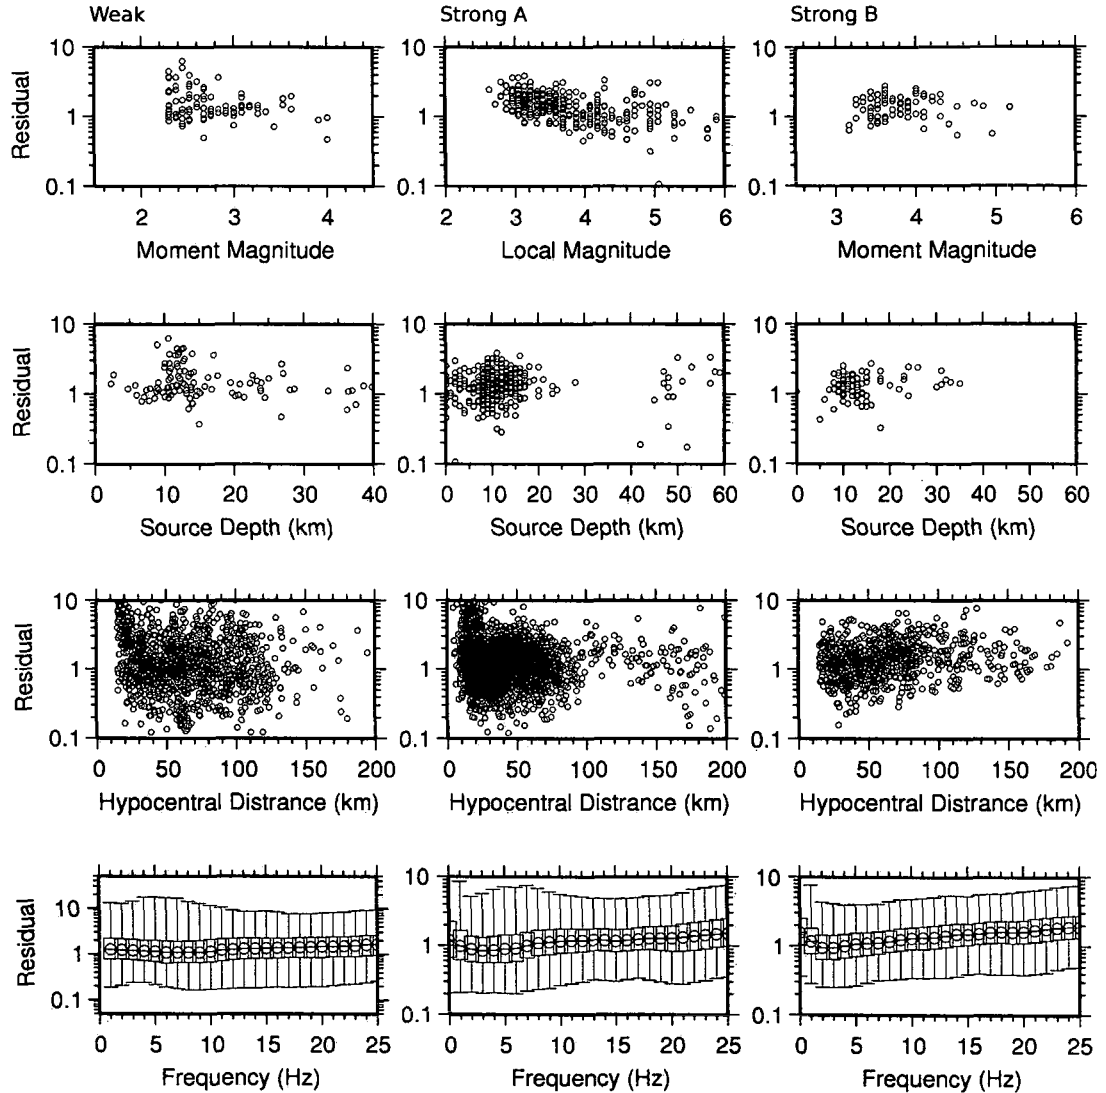 Weak Strong A Strong B
10 10 10
Residual
1 1 1
0.1 0.1 0.1
2 3 4 2 3 4 5 6 3 4 5 6
Moment Magnitude Local Magnitude Moment Magnitude
10 10 10
Residual
1 1 1
0.1 0.1 0.1
0 10 20 30 40 0 10 20 30 40 50 60 0 10 20 30 40 50 60
Source Depth (km) Source Depth (km) Source Depth (km)
10 10 10
Residual
1 1 1
0.1 0.1 0.1
0 50 100 150 200 0 50 100 150 200 0 50 100 150 200
Hypocentral Distrance (km) Hypocentral Distrance (km) Hypocentral Distrance (km)
10 10 10
Residual
1 1 1
0.1 0.1 0.1
0 5 10 15 20 25 0 5 10 15 20 25 0 5 10 15 20 25
Frequency (Hz) Frequency (Hz) Frequency (Hz)